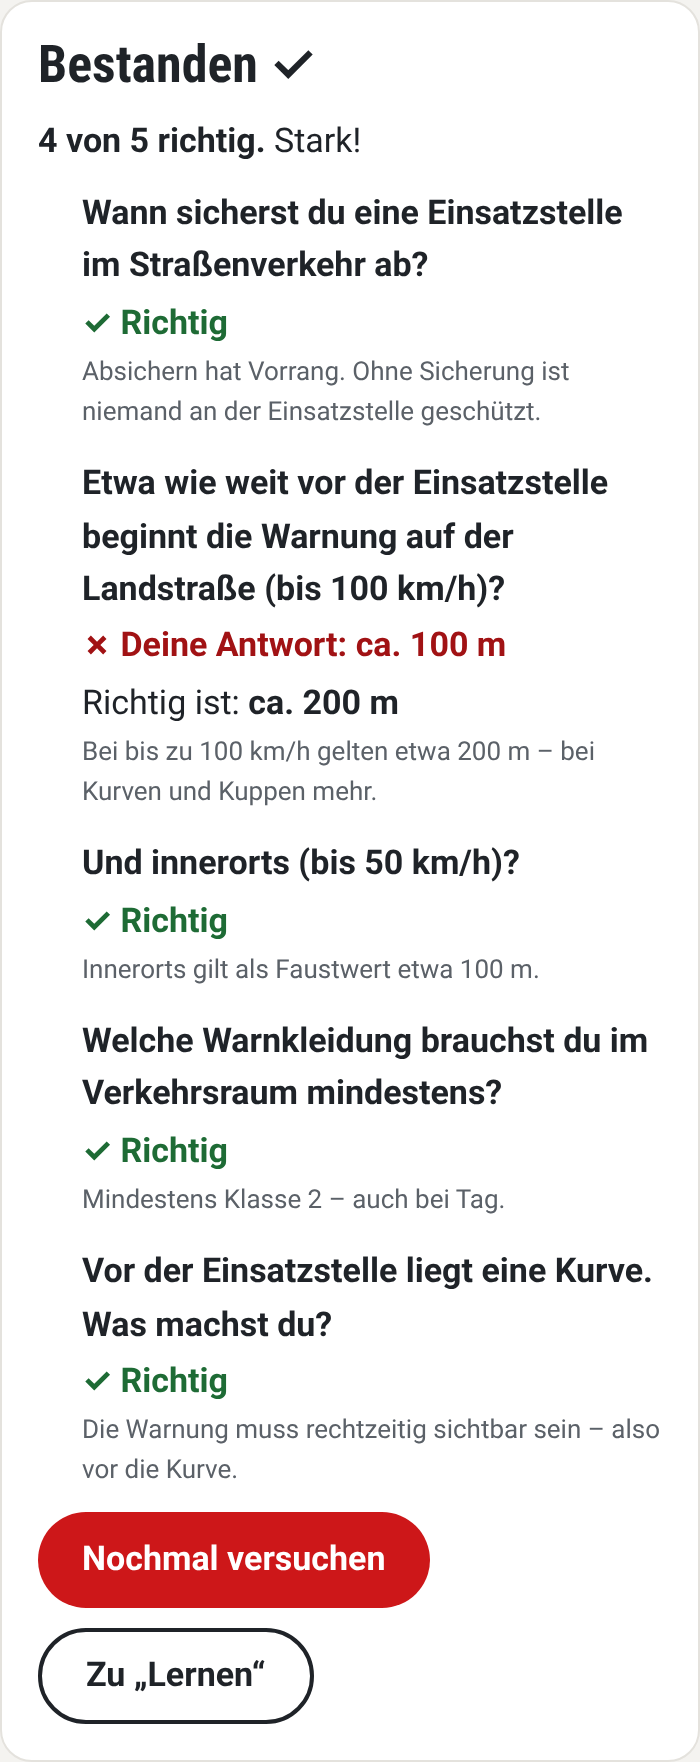 Bestanden ✓
4 von 5 richtig. Stark!
Wann sicherst du eine Einsatzstelle
im Straßenverkehr ab?
✓ Richtig
Absichern hat Vorrang. Ohne Sicherung ist
niemand an der Einsatzstelle geschützt.
Etwa wie weit vor der Einsatzstelle
beginnt die Warnung auf der
Landstraße (bis 100 km/h)?
✗ Deine Antwort: ca. 100 m
Richtig ist: ca. 200 m
Bei bis zu 100 km/h gelten etwa 200 m – bei
Kurven und Kuppen mehr.
Und innerorts (bis 50 km/h)?
✓ Richtig
Innerorts gilt als Faustwert etwa 100 m.
Welche Warnkleidung brauchst du im
Verkehrsraum mindestens?
✓ Richtig
Mindestens Klasse 2 – auch bei Tag.
Vor der Einsatzstelle liegt eine Kurve.
Was machst du?
✓ Richtig
Die Warnung muss rechtzeitig sichtbar sein – also
vor die Kurve.
Nochmal versuchen
Zu „Lernen“